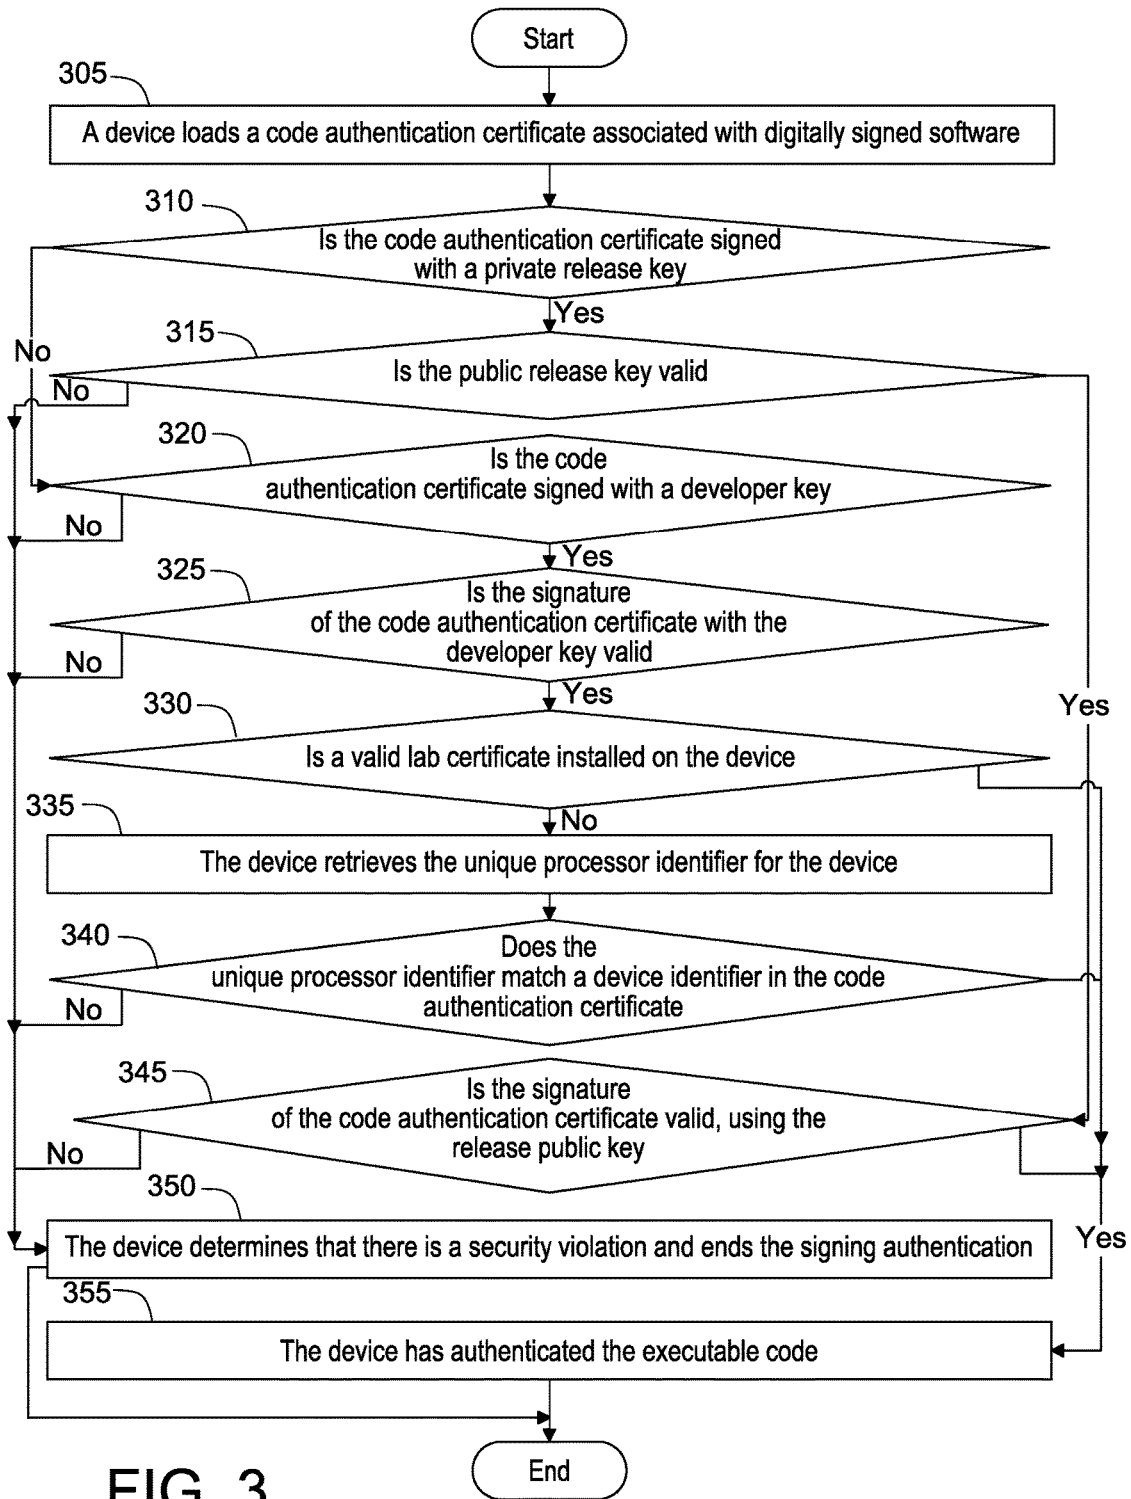 Start
305
A device loads a code authentication certificate associated with digitally signed software
310
Is the code authentication certificate signed
with a private release key
Yes
No
315
Is the public release key valid
No
320
Is the code
authentication certificate signed with a developer key
No
Yes
325
Is the signature
of the code authentication certificate with the
developer key valid
No
Yes
Yes
330
Is a valid lab certificate installed on the device
No
335
The device retrieves the unique processor identifier for the device
340
Does the
unique processor identifier match a device identifier in the code
authentication certificate
No
345
Is the signature
of the code authentication certificate valid, using the
release public key
No
350
The device determines that there is a security violation and ends the signing authentication
Yes
355
The device has authenticated the executable code
End
FIG. 3